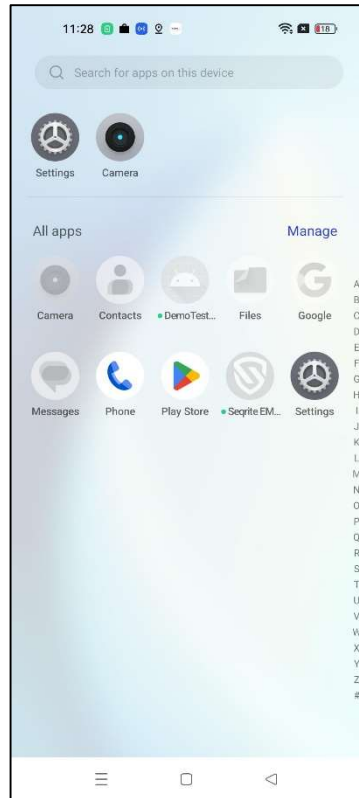 11:28
18
Search for apps on this device
Settings Camera
All apps Manage
Camera Contacts DemoTest... Files Google
Messages Phone Play Store Seqrite EM... Settings
A
B
C
D
E
F
G
H
I
J
K
L
M
N
O
P
Q
R
S
T
U
V
W
X
Y
Z
#